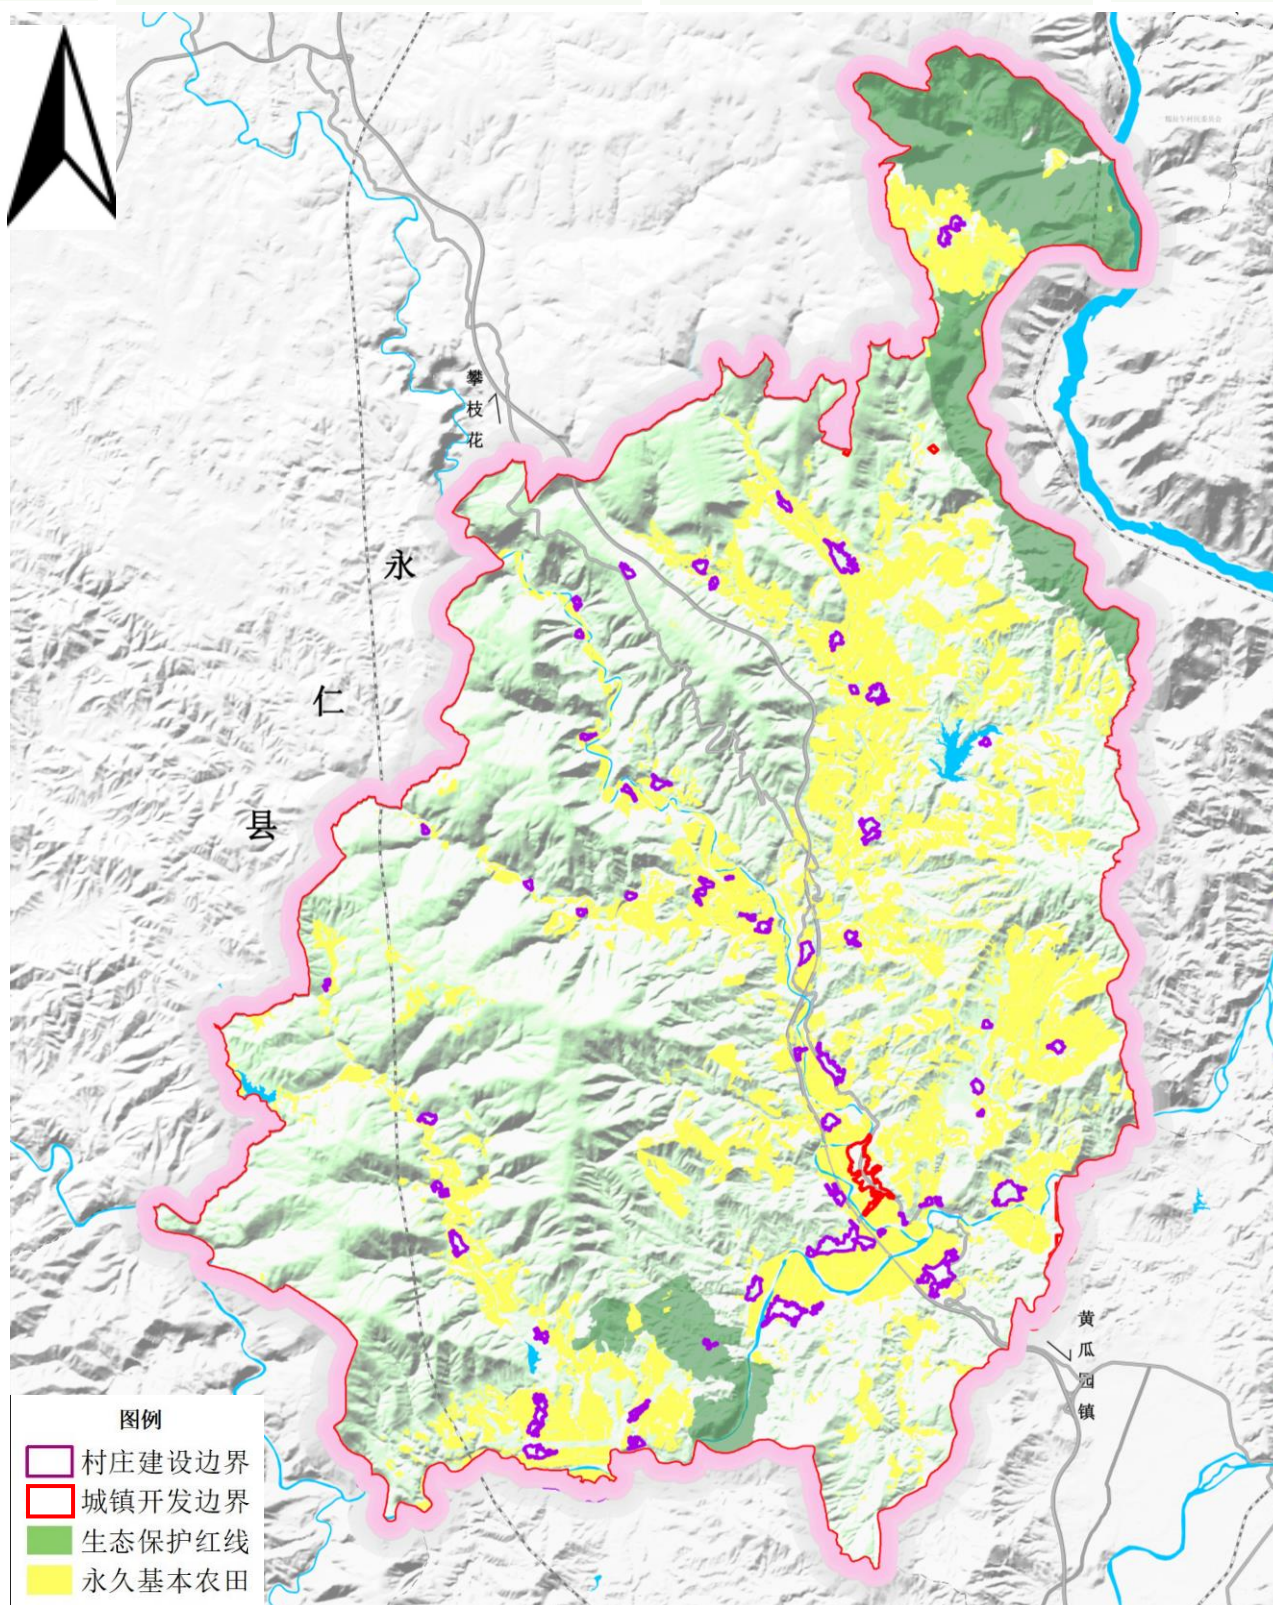 攀枝花
永仁县
黄瓜园镇
图例
村庄建设边界
城镇开发边界
生态保护红线
永久基本农田